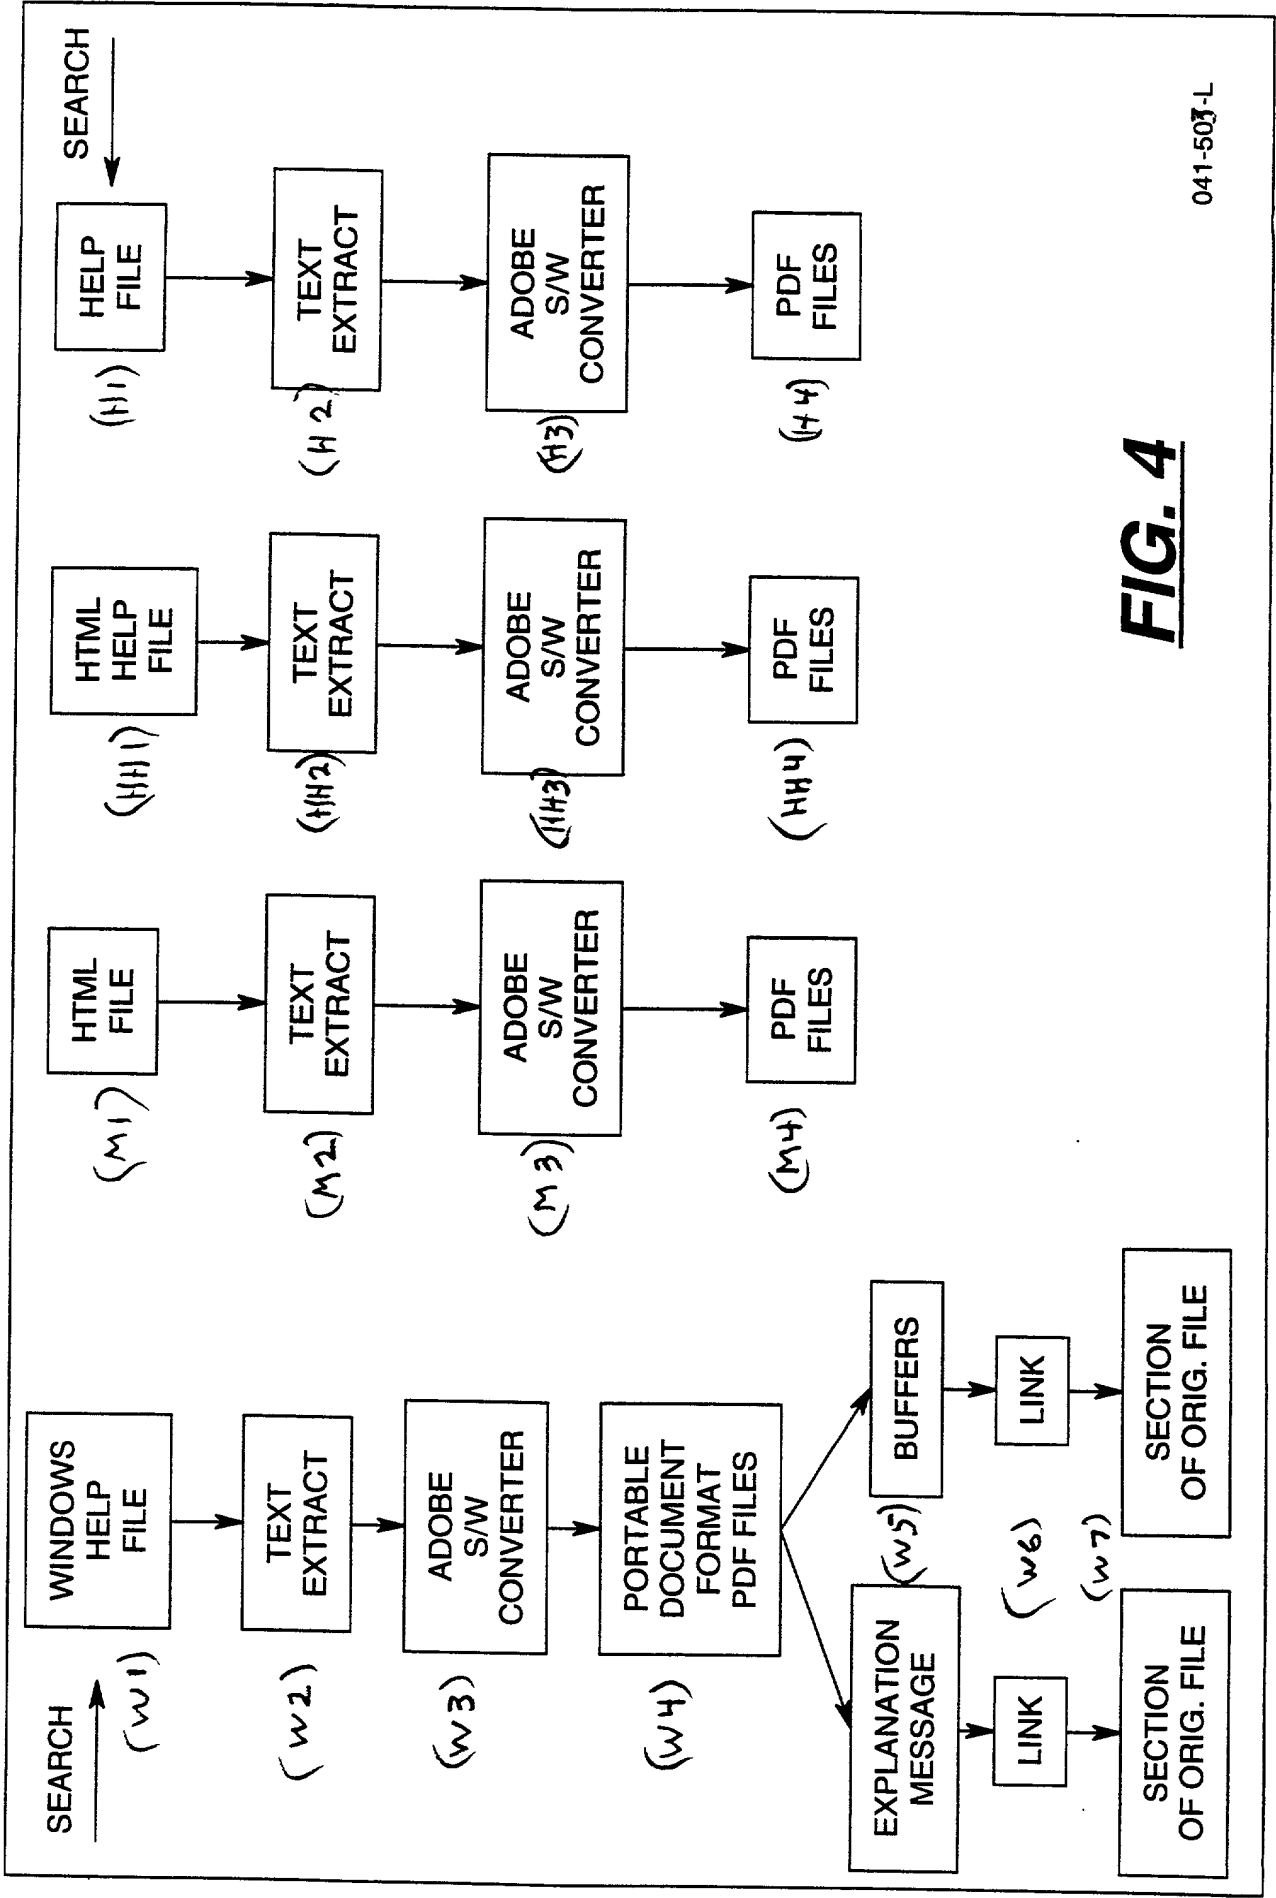 SEARCH
WINDOWS
HELP
FILE
(W1)
TEXT
EXTRACT
(W2)
ADOBE
S/W
CONVERTER
(W3)
PORTABLE
DOCUMENT
FORMAT
PDF FILES
(W4)
EXPLANATION
MESSAGE
BUFFERS
(W5)
LINK
LINK
(W6)
SECTION
OF ORIG. FILE
SECTION
OF ORIG. FILE
(W7)
HTML
FILE
(M1)
TEXT
EXTRACT
(M2)
ADOBE
S/W
CONVERTER
(M3)
PDF
FILES
(M4)
HTML
HELP
FILE
(HH1)
TEXT
EXTRACT
(HH2)
ADOBE
S/W
CONVERTER
(HH3)
PDF
FILES
(HH4)
SEARCH
HELP
FILE
(H1)
TEXT
EXTRACT
(H2)
ADOBE
S/W
CONVERTER
(H3)
PDF
FILES
(H4)
FIG. 4